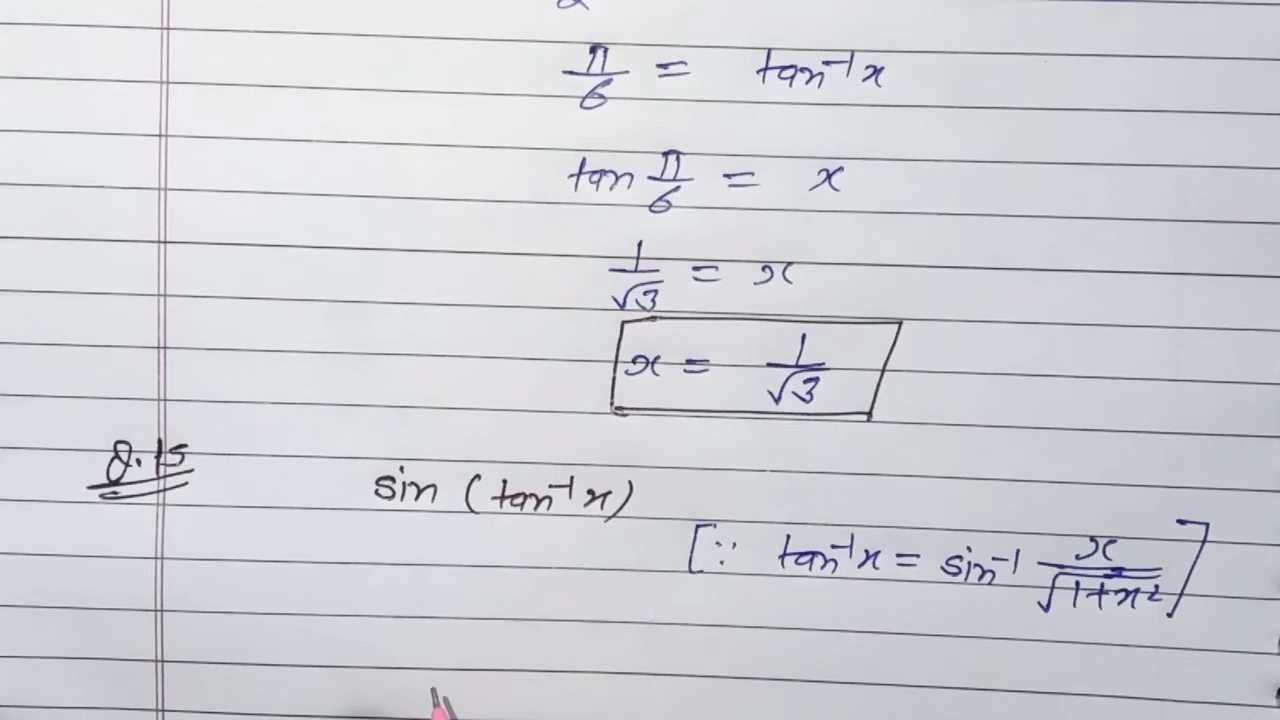 π/6 = tan⁻¹x
tan π/6 = x
1/√3 = x
x = 1/√3
Q.15 sin (tan⁻¹x)
[∵ tan⁻¹x = sin⁻¹ x/√1+x²]